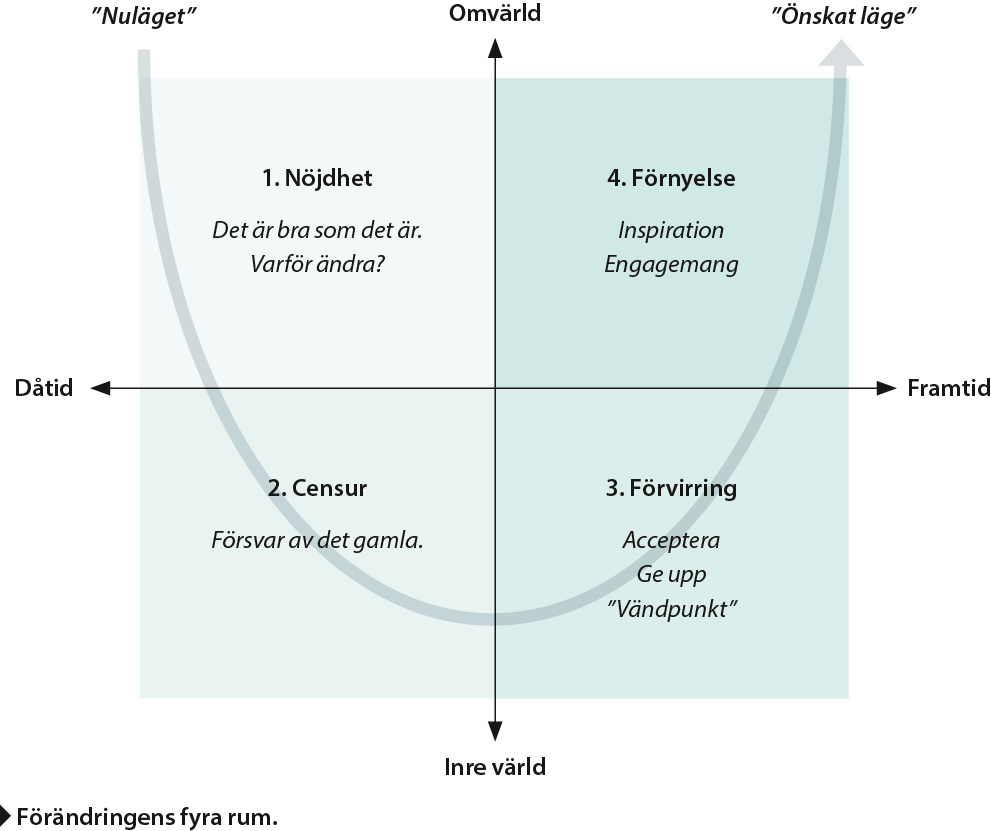 ”Nuläget”
Omvärld
”Önskat läge”
1. Nöjdhet
Det är bra som det är.
Varför ändra?
4. Förnyelse
Inspiration
Engagemang
Dåtid
Framtid
2. Censur
Försvar av det gamla.
3. Förvirring
Acceptera
Ge upp
”Vändpunkt”
Inre värld
Förändringens fyra rum.